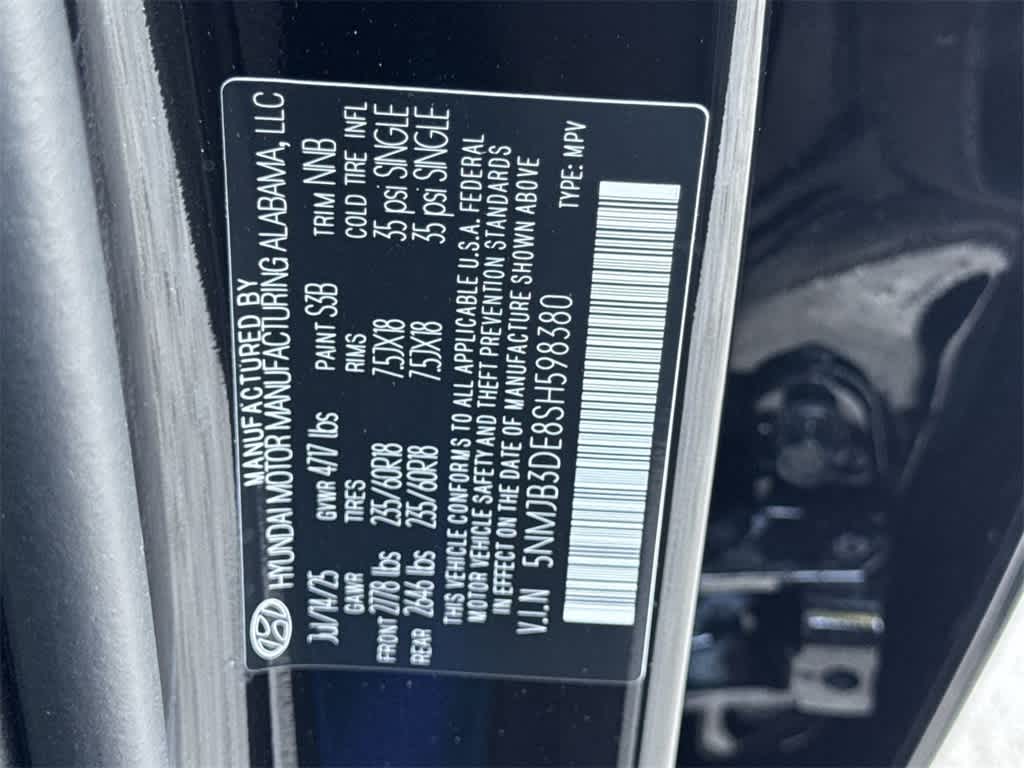 MANUFACTURED BY
HYUNDAI MOTOR MANUFACTURING ALABAMA, LLC
JUL/14/25 GVWR 4717 lbs PAINT S3B TRIM NNB
GAWR TIRES RIMS COLD TIRE INFL
FRONT 2778 lbs 235/60R18 7.5JX18 35 psi SINGLE
REAR 2646 lbs 235/60R18 7.5JX18 35 psi SINGLE
THIS VEHICLE CONFORMS TO ALL APPLICABLE U.S.A. FEDERAL
MOTOR VEHICLE SAFETY AND THEFT PREVENTION STANDARDS
IN EFFECT ON THE DATE OF MANUFACTURE SHOWN ABOVE
V.I.N 5NMJB3DE8SH598380 TYPE: MPV